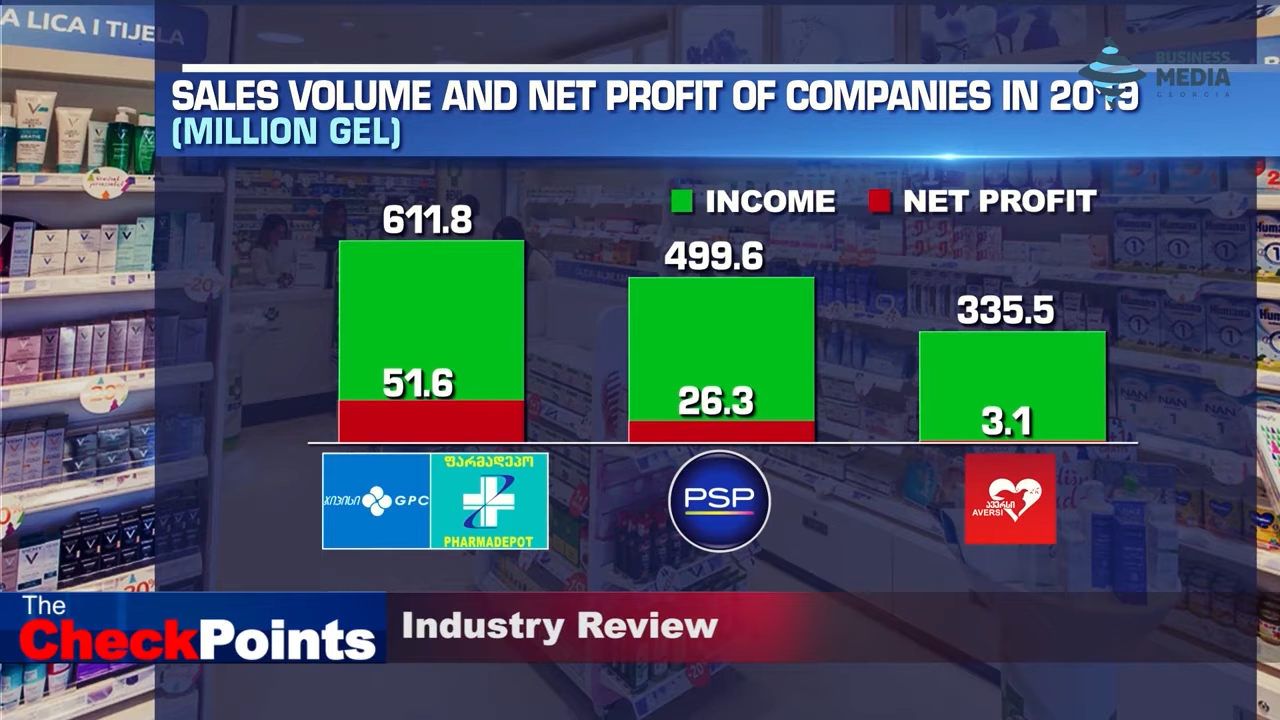 A LICA I TIJELA
BUSINESS
MEDIA
GEORGIA
SALES VOLUME AND NET PROFIT OF COMPANIES IN 2019
(MILLION GEL)
INCOME NET PROFIT
611.8
499.6
335.5
51.6
26.3
3.1
ჯიპისი GPC
ფარმადეპო
PHARMADEPOT
PSP
ავერსი
AVERSI
The
CheckPoints
Industry Review